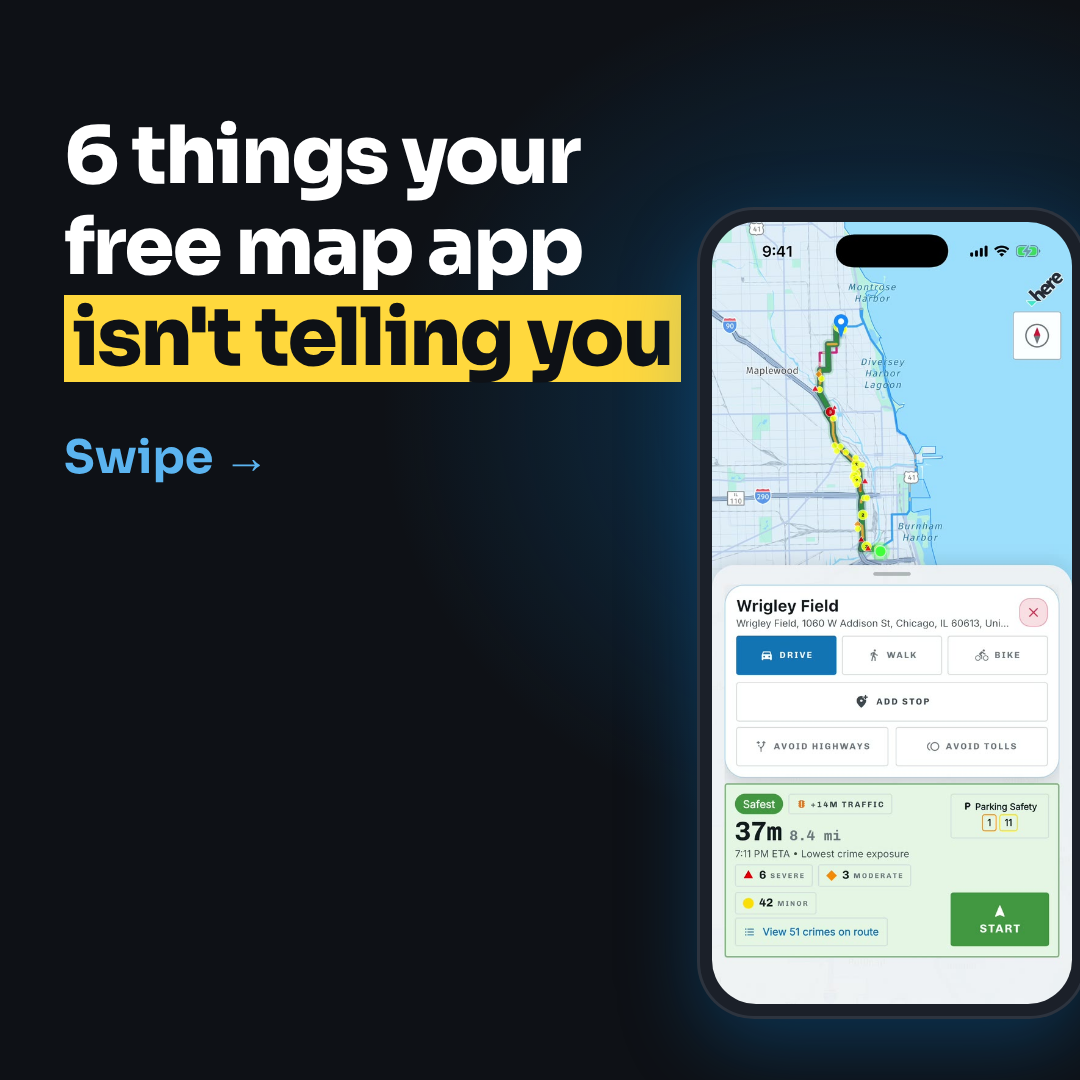 6 things your
free map app
isn't telling you
Swipe →
41
9:41
here
Montrose
Harbor
90
Diversey
Harbor
Lagoon
Maplewood
41
IL
110
290
Burnham
Harbor
Wrigley Field
Wrigley Field, 1060 W Addison St, Chicago, IL 60613, Uni...
DRIVE
WALK
BIKE
ADD STOP
AVOID HIGHWAYS
AVOID TOLLS
Safest
+14M TRAFFIC
P Parking Safety
1 11
37m 8.4 mi
7:11 PM ETA • Lowest crime exposure
6 SEVERE
3 MODERATE
42 MINOR
View 51 crimes on route
START